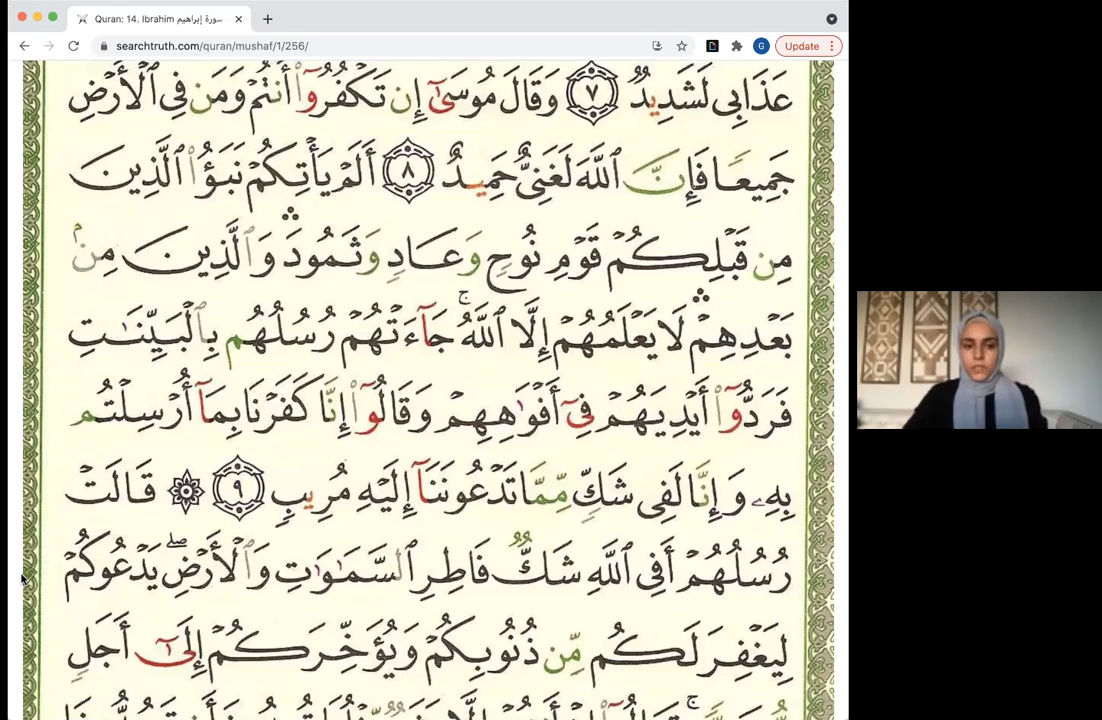 Quran: 14. Ibrahim سورة إبراهيم -
searchtruth.com/quran/mushaf/1/256/
G
Update
عَذَابِى لَشَدِيدٌ ٧ وَقَالَ مُوسَىٰٓ إِن تَكْفُرُوٓا۟ أَنتُمْ وَمَن فِى ٱلْأَرْضِ
جَمِيعًا فَإِنَّ ٱللَّهَ لَغَنِىٌّ حَمِيدٌ ٨ أَلَمْ يَأْتِكُمْ نَبَؤُا۟ ٱلَّذِينَ
مِن قَبْلِكُمْ قَوْمِ نُوحٍ وَعَادٍ وَثَمُودَ ۛ وَٱلَّذِينَ مِنۢ
بَعْدِهِمْ ۛ لَا يَعْلَمُهُمْ إِلَّا ٱللَّهُ ۚ جَآءَتْهُمْ رُسُلُهُم بِٱلْبَيِّنَٰتِ
فَرَدُّوٓا۟ أَيْدِيَهُمْ فِىٓ أَفْوَٰهِهِمْ وَقَالُوٓا۟ إِنَّا كَفَرْنَا بِمَآ أُرْسِلْتُم
بِهِۦ وَإِنَّا لَفِى شَكٍّ مِّمَّا تَدْعُونَنَآ إِلَيْهِ مُرِيبٍ ٩ ۞ قَالَتْ
رُسُلُهُمْ أَفِى ٱللَّهِ شَكٌّ فَاطِرِ ٱلسَّمَٰوَٰتِ وَٱلْأَرْضِ ۖ يَدْعُوكُمْ
لِيَغْفِرَ لَكُم مِّن ذُنُوبِكُمْ وَيُؤَخِّرَكُمْ إِلَىٰٓ أَجَلٍ